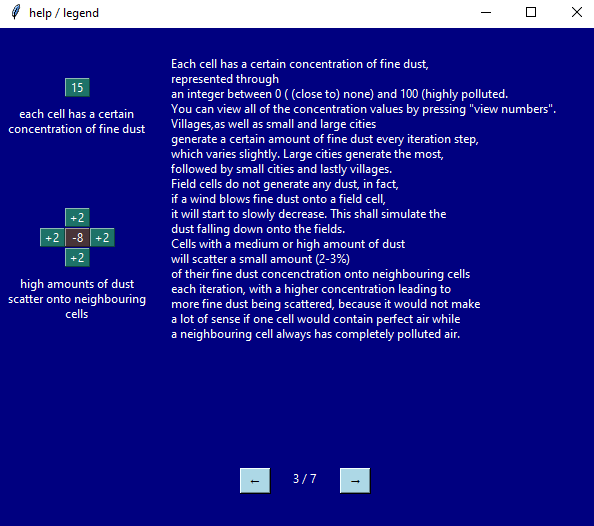 help / legend
15
each cell has a certain
concentration of fine dust
+2
+2 -8 +2
+2
high amounts of dust
scatter onto neighbouring
cells
Each cell has a certain concentration of fine dust,
represented through
an integer between 0 ( (close to) none) and 100 (highly polluted.
You can view all of the concentration values by pressing "view numbers".
Villages,as well as small and large cities
generate a certain amount of fine dust every iteration step,
which varies slightly. Large cities generate the most,
followed by small cities and lastly villages.
Field cells do not generate any dust, in fact,
if a wind blows fine dust onto a field cell,
it will start to slowly decrease. This shall simulate the
dust falling down onto the fields.
Cells with a medium or high amount of dust
will scatter a small amount (2-3%)
of their fine dust concenctration onto neighbouring cells
each iteration, with a higher concentration leading to
more fine dust being scattered, because it would not make
a lot of sense if one cell would contain perfect air while
a neighbouring cell always has completely polluted air.
← 3 / 7 →